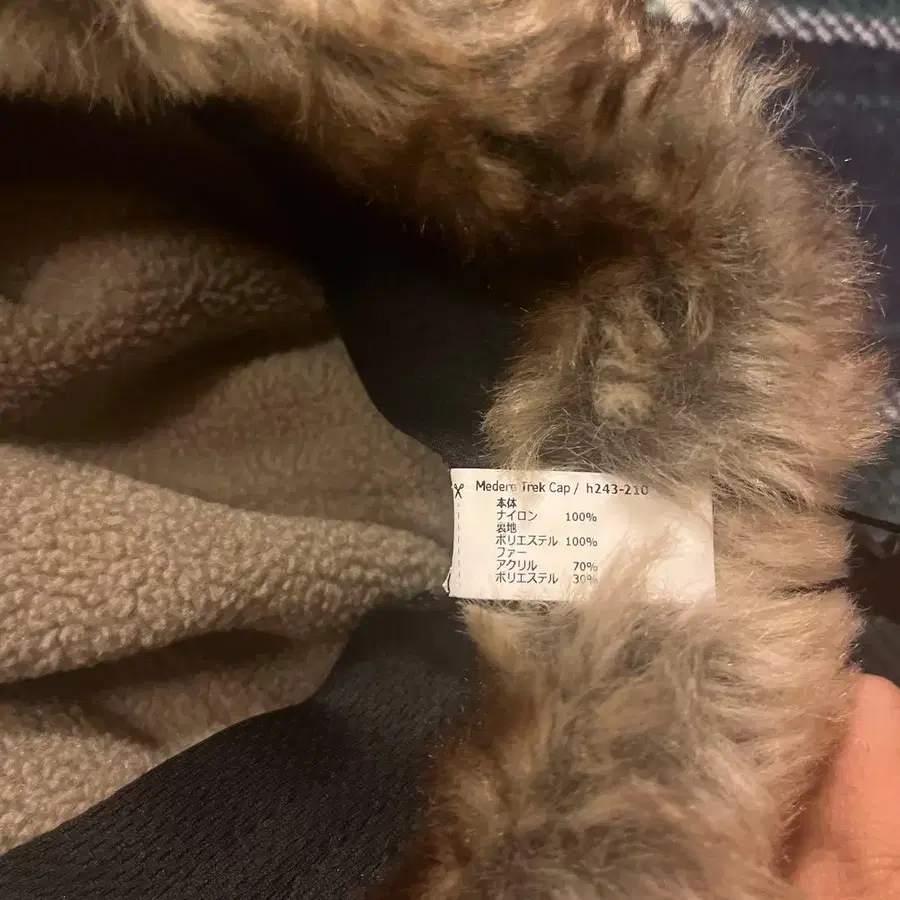 Medere Trek Cap / h243-210
本体
ナイロン 100%
裏地
ポリエステル 100%
ファー
アクリル 70%
ポリエステル 30%